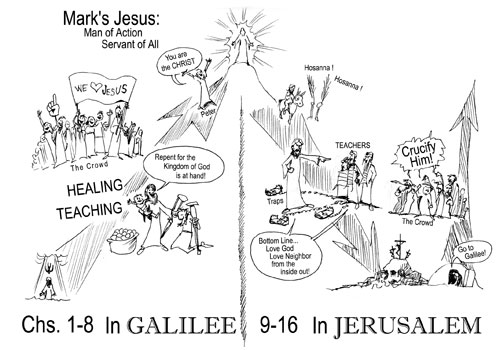 Mark's Jesus:
Man of Action
Servant of All
You are
the CHRIST
Peter
WE ♡ JESUS
The Crowd
HEALING
TEACHING
Repent for the
Kingdom of God
is at hand!
Hosanna !
Hosanna !
TEACHERS
Traps
Crucify
Him!
The Crowd
Bottom Line...
Love God
Love Neighbor
from the
inside out!
Go to
Galilee!
Chs. 1-8 In GALILEE
9-16 In JERUSALEM